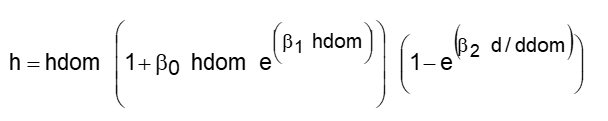 h = hdom (1 + β₀ hdom e^(β₁ hdom)) (1 − e^(β₂ d / ddom))